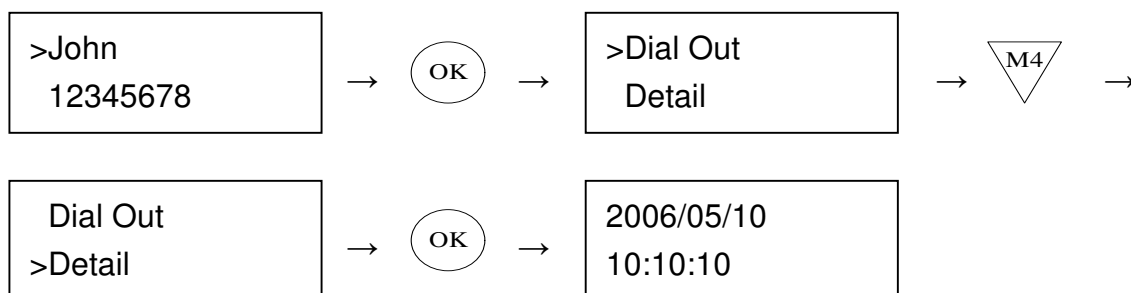 >John
12345678
→
OK
→
>Dial Out
Detail
→
M4
→
Dial Out
>Detail
→
OK
→
2006/05/10
10:10:10